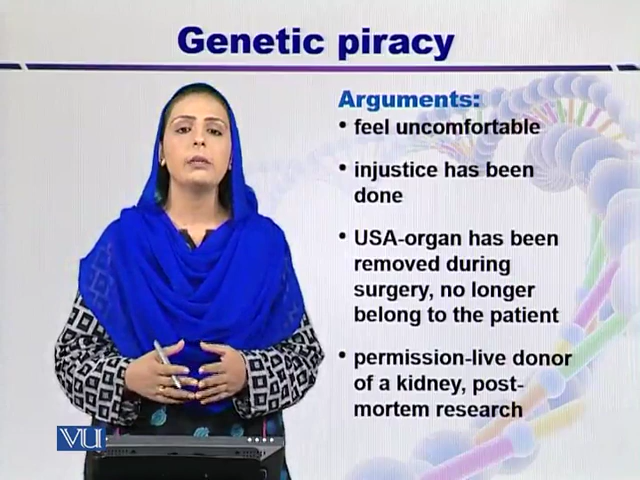 Genetic piracy
Arguments:
• feel uncomfortable
• injustice has been
done
• USA-organ has been
removed during
surgery, no longer
belong to the patient
• permission-live donor
of a kidney, post-
mortem research
VU